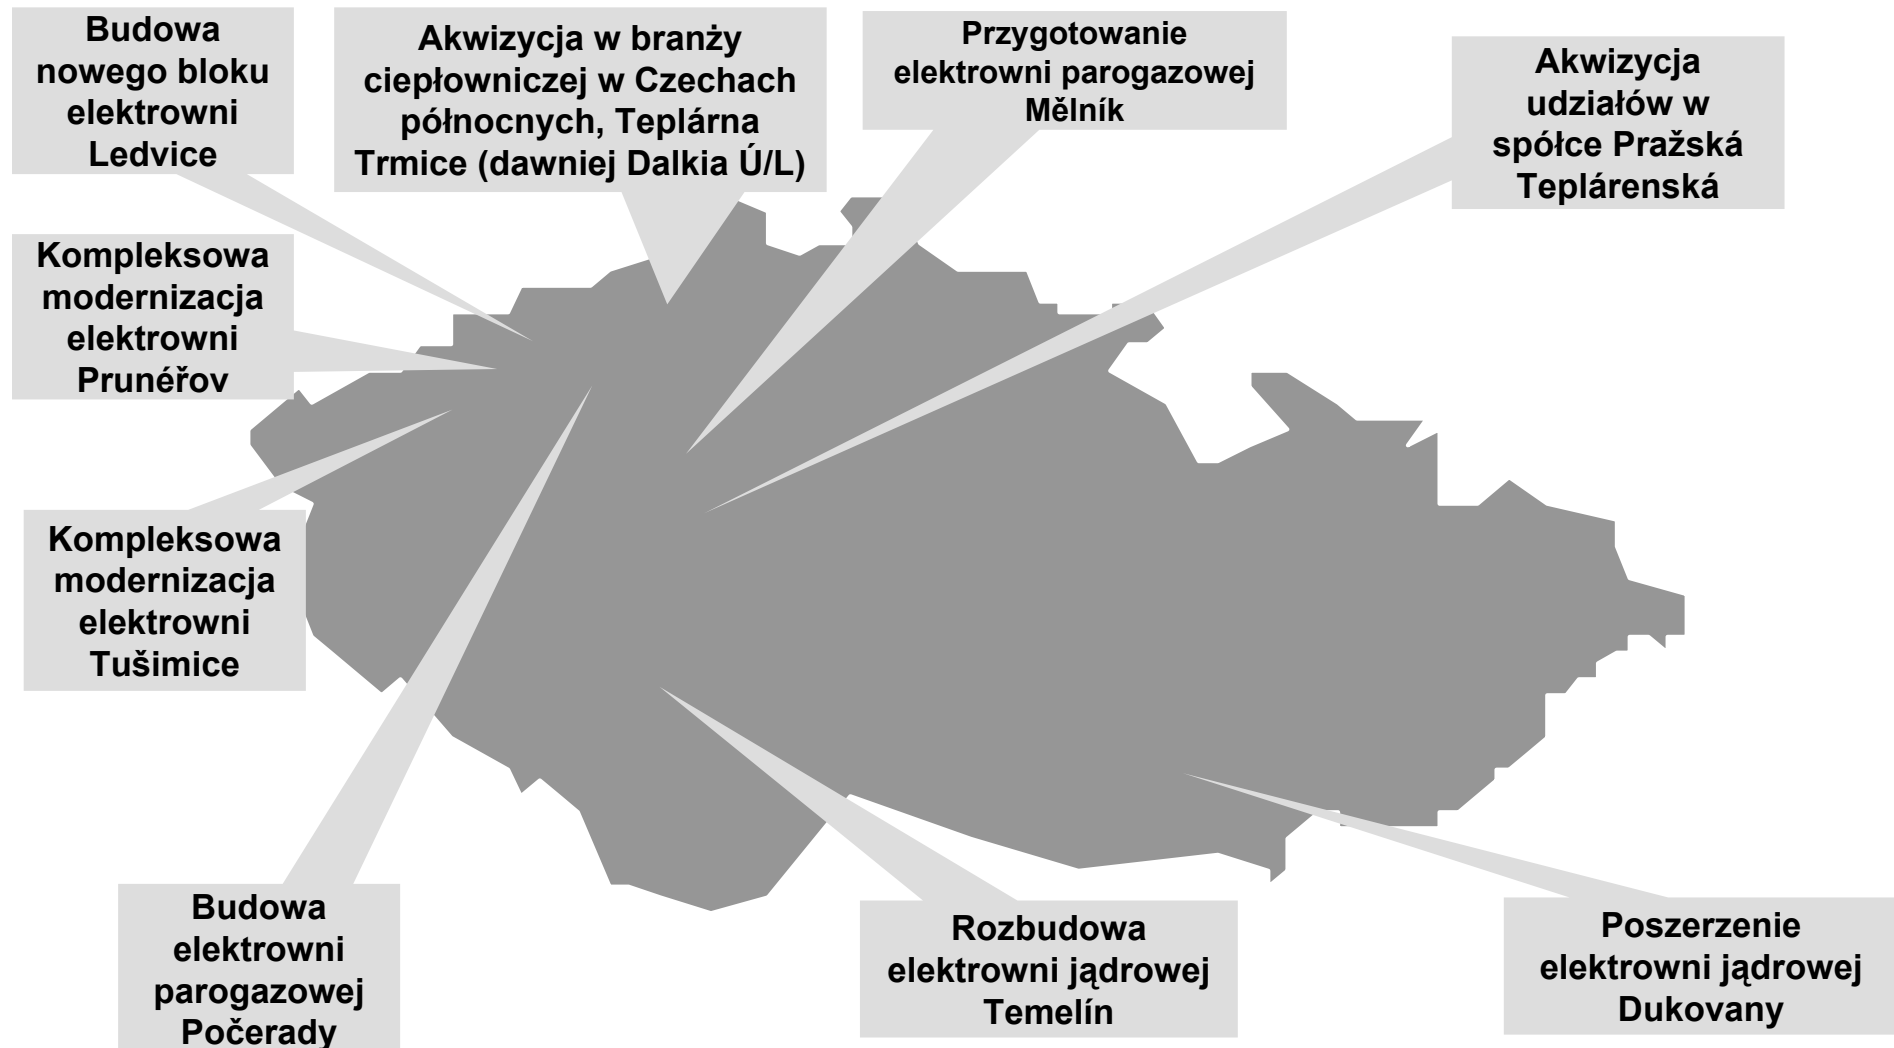 Budowa
nowego bloku
elektrowni
Ledvice
Akwizycja w branży
ciepłowniczej w Czechach
północnych, Teplárna
Trmice (dawniej Dalkia Ú/L)
Przygotowanie
elektrowni parogazowej
Mělník
Akwizycja
udziałów w
spółce Pražská
Teplárenská
Kompleksowa
modernizacja
elektrowni
Prunéřov
Kompleksowa
modernizacja
elektrowni
Tušimice
Budowa
elektrowni
parogazowej
Počerady
Rozbudowa
elektrowni jądrowej
Temelín
Poszerzenie
elektrowni jądrowej
Dukovany